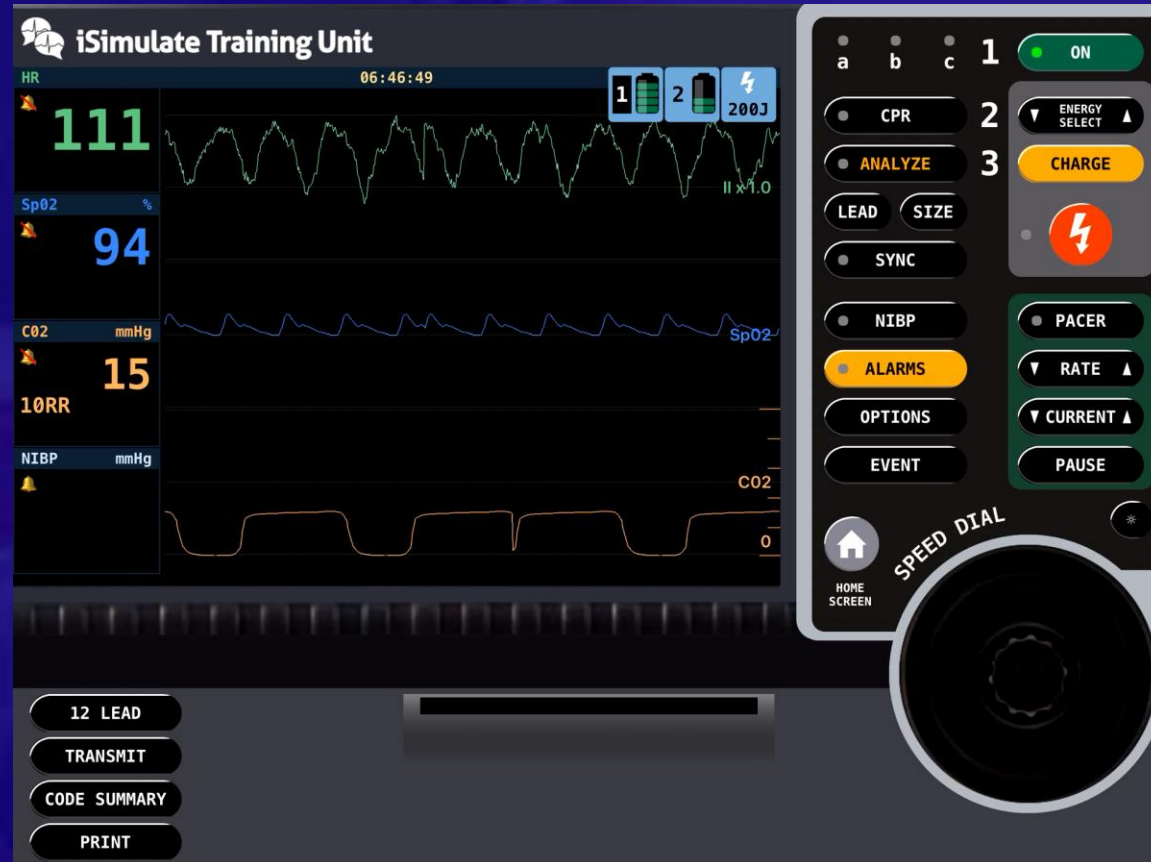 iSimulate Training Unit
HR
06:46:49
1
2
200J
111
II x 1.0
Sp02 %
94
Sp02
C02 mmHg
15
10RR
C02
0
NIBP mmHg
a b c
1 ON
CPR
2 ENERGY
SELECT
ANALYZE
3 CHARGE
LEAD SIZE
SYNC
NIBP
PACER
ALARMS
RATE
OPTIONS
CURRENT
EVENT
PAUSE
SPEED DIAL
HOME
SCREEN
12 LEAD
TRANSMIT
CODE SUMMARY
PRINT